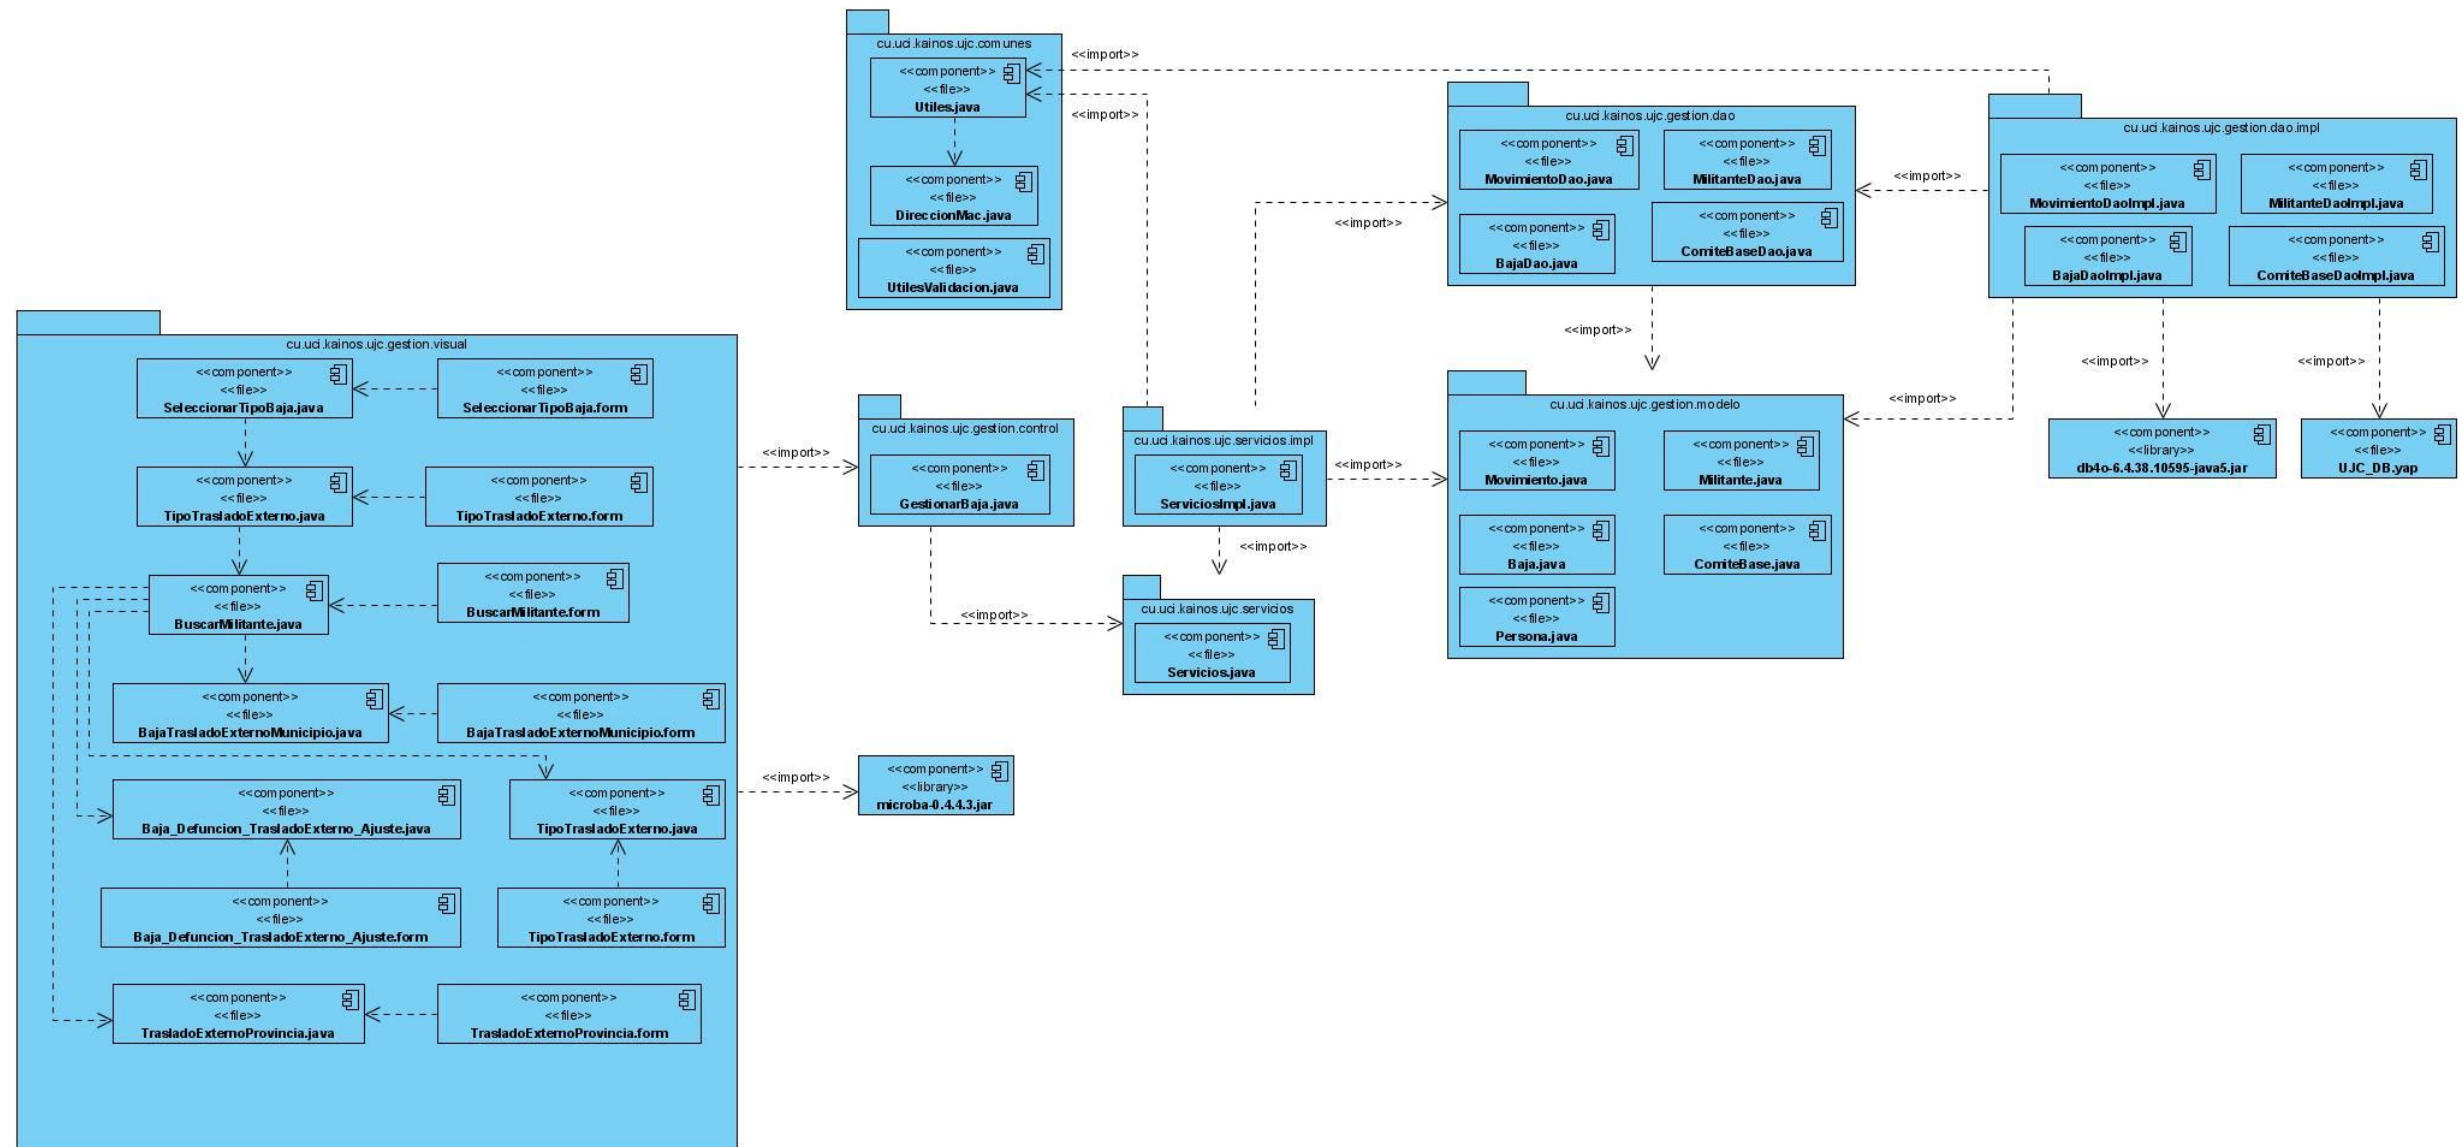 cu.uci.kainos.ujc.comunes
<<component>>
<<file>>
Utiles.java
<<component>>
<<file>>
DireccionMac.java
<<component>>
<<file>>
UtilesValidacion.java
<<import>>
<<import>>
cu.uci.kainos.ujc.gestion.dao
<<component>>
<<file>>
MovimientoDao.java
<<component>>
<<file>>
MilitanteDao.java
<<component>>
<<file>>
BajaDao.java
<<component>>
<<file>>
ComiteBaseDao.java
<<import>>
<<import>>
cu.uci.kainos.ujc.gestion.dao.impl
<<component>>
<<file>>
MovimientoDaoImpl.java
<<component>>
<<file>>
MilitanteDaoImpl.java
<<component>>
<<file>>
BajaDaoImpl.java
<<component>>
<<file>>
ComiteBaseDaoImpl.java
<<import>>
<<import>>
<<import>>
<<import>>
cu.uci.kainos.ujc.gestion.visual
<<component>>
<<file>>
SeleccionarTipoBaja.java
<<component>>
<<file>>
SeleccionarTipoBaja.form
<<component>>
<<file>>
TipoTrasladoExterno.java
<<component>>
<<file>>
TipoTrasladoExterno.form
<<component>>
<<file>>
BuscarMilitante.java
<<component>>
<<file>>
BuscarMilitante.form
<<component>>
<<file>>
BajaTrasladoExternoMunicipio.java
<<component>>
<<file>>
BajaTrasladoExternoMunicipio.form
<<component>>
<<file>>
Baja_Defuncion_TrasladoExterno_Ajuste.java
<<component>>
<<file>>
TipoTrasladoExterno.java
<<component>>
<<file>>
Baja_Defuncion_TrasladoExterno_Ajuste.form
<<component>>
<<file>>
TipoTrasladoExterno.form
<<component>>
<<file>>
TrasladoExternoProvincia.java
<<component>>
<<file>>
TrasladoExternoProvincia.form
<<import>>
cu.uci.kainos.ujc.gestion.control
<<component>>
<<file>>
GestionarBaja.java
<<import>>
cu.uci.kainos.ujc.servicios.impl
<<component>>
<<file>>
ServiciosImpl.java
<<import>>
<<import>>
cu.uci.kainos.ujc.servicios
<<component>>
<<file>>
Servicios.java
cu.uci.kainos.ujc.gestion.modelo
<<component>>
<<file>>
Movimiento.java
<<component>>
<<file>>
Militante.java
<<component>>
<<file>>
Baja.java
<<component>>
<<file>>
ComiteBase.java
<<component>>
<<file>>
Persona.java
<<component>>
<<library>>
db4o-6.4.38.10595-java5.jar
<<component>>
<<file>>
UJC_DB.yap
<<import>>
<<component>>
<<library>>
microba-0.4.4.3.jar